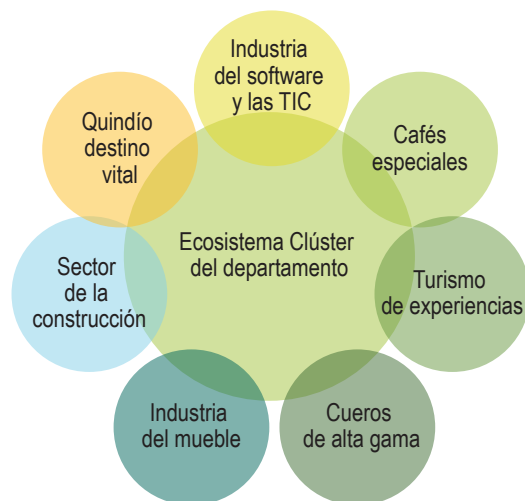 Industria
del software
y las TIC
Cafés
especiales
Turismo
de experiencias
Cueros
de alta gama
Industria
del mueble
Sector
de la
construcción
Quindío
destino
vital
Ecosistema Clúster
del departamento